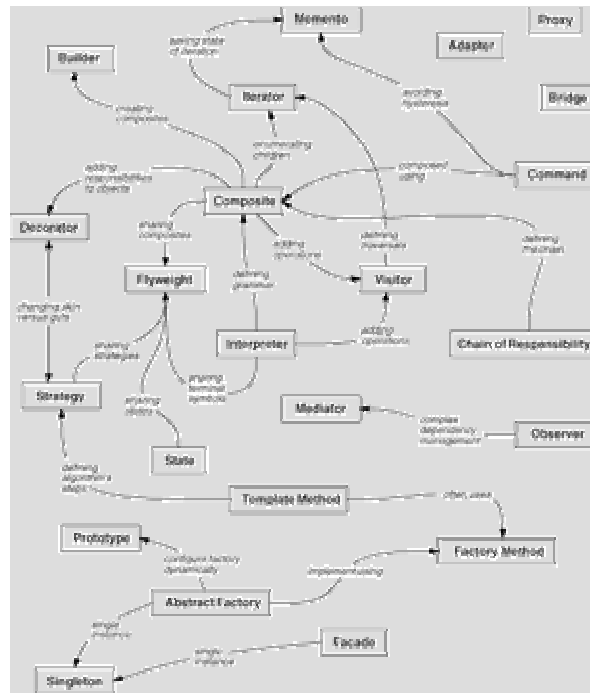 Memento
Proxy
Adapter
Builder
saving state
of iteration
Iterator
Bridge
avoiding
hysteresis
creating
composites
enumerating
children
adding
responsibilities
to objects
composed
using
Command
Composite
Decorator
sharing
composites
adding
operations
defining
traversals
defining
the chain
Flyweight
defining
grammar
Visitor
changing skin
versus guts
sharing
strategies
Interpreter
adding
operations
Chain of Responsibility
sharing
terminal
symbols
Strategy
sharing
states
Mediator
complex
dependency
management
Observer
State
defining
algorithm's
steps
Template Method
often uses
Prototype
configure factory
dynamically
Factory Method
implement using
Abstract Factory
single
instance
Facade
single
instance
Singleton